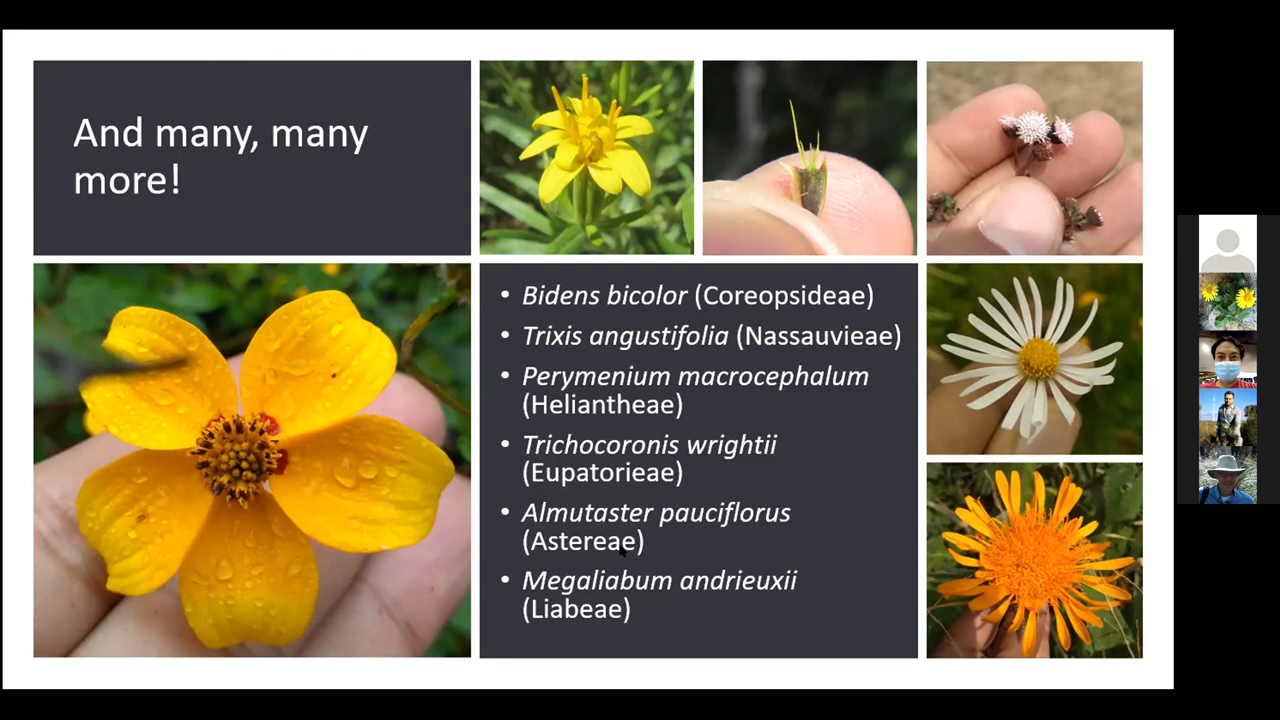 And many, many
more!
• Bidens bicolor (Coreopsideae)
• Trixis angustifolia (Nassauvieae)
• Perymenium macrocephalum
(Heliantheae)
• Trichocoronis wrightii
(Eupatorieae)
• Almutaster pauciflorus
(Astereae)
• Megaliabum andrieuxii
(Liabeae)